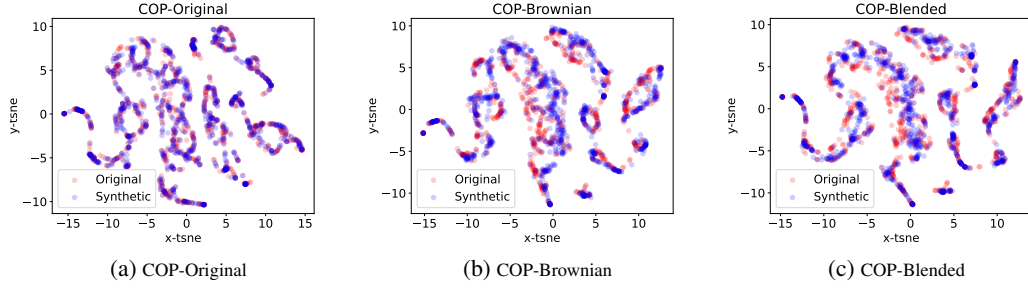 COP-Original
10
5
0
−5
−10
y-tsne
Original
Synthetic
−15 −10 −5 0 5 10 15
x-tsne
(a) COP-Original
COP-Brownian
10
5
0
−5
−10
y-tsne
Original
Synthetic
−15 −10 −5 0 5 10
x-tsne
(b) COP-Brownian
COP-Blended
10
5
0
−5
−10
y-tsne
Original
Synthetic
−15 −10 −5 0 5 10
x-tsne
(c) COP-Blended